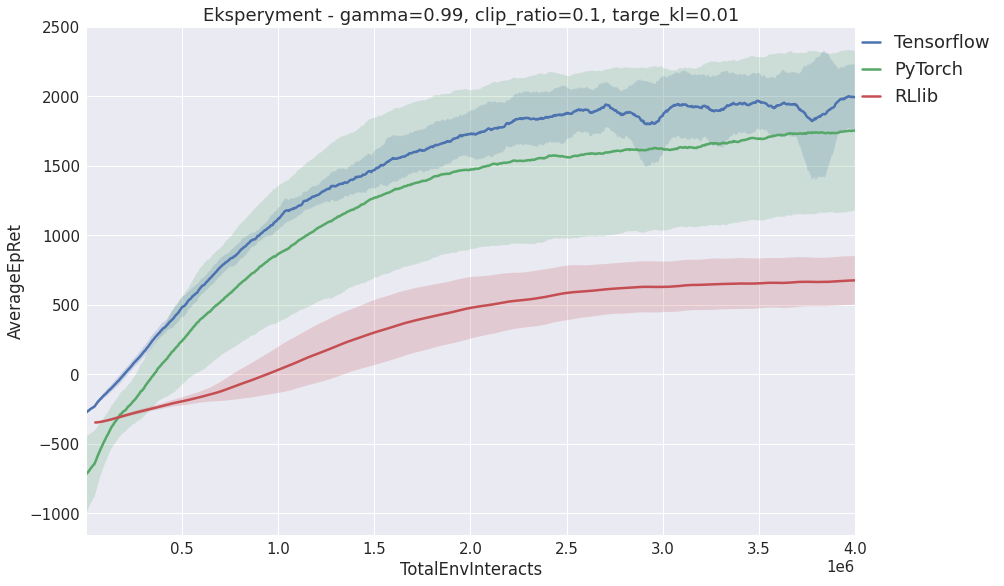 Eksperyment - gamma=0.99, clip_ratio=0.1, targe_kl=0.01
Tensorflow
PyTorch
RLlib
AverageEpRet
2500
2000
1500
1000
500
0
−500
−1000
0.5 1.0 1.5 2.0 2.5 3.0 3.5 4.0
1e6
TotalEnvInteracts